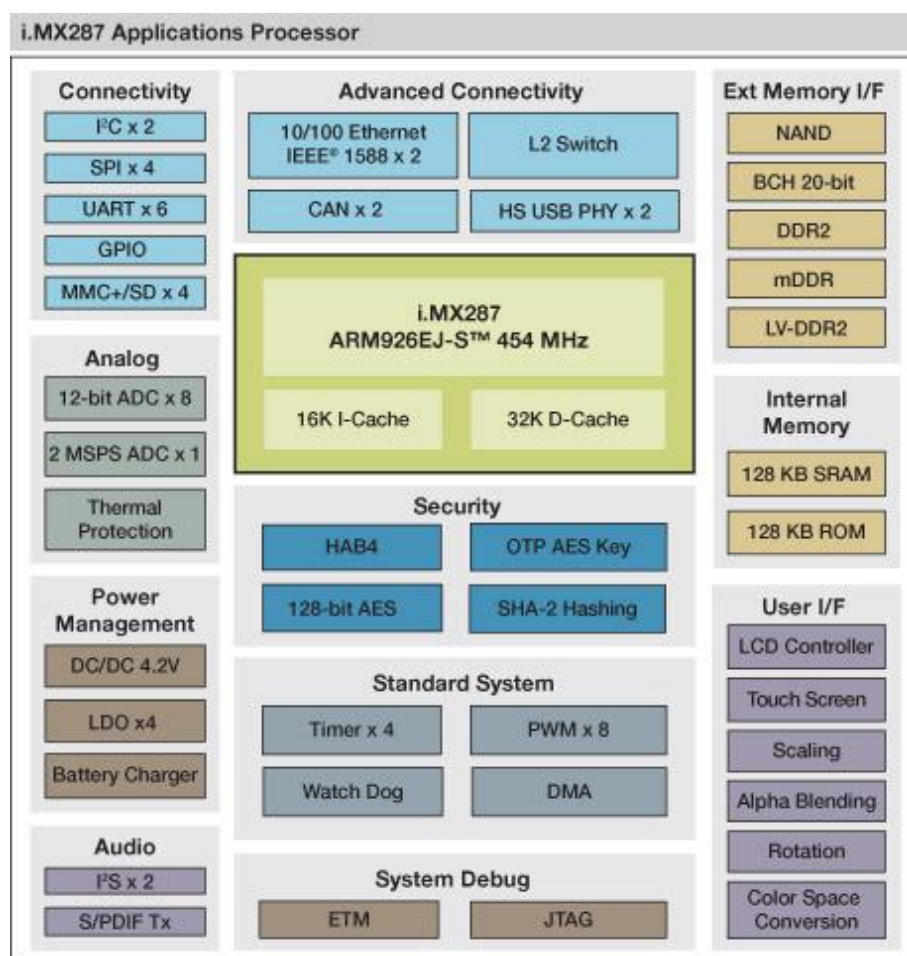 i.MX287 Applications Processor
Connectivity
I²C x 2
SPI x 4
UART x 6
GPIO
MMC+/SD x 4
Analog
12-bit ADC x 8
2 MSPS ADC x 1
Thermal
Protection
Power
Management
DC/DC 4.2V
LDO x4
Battery Charger
Audio
I²S x 2
S/PDIF Tx
Advanced Connectivity
10/100 Ethernet
IEEE® 1588 x 2
L2 Switch
CAN x 2
HS USB PHY x 2
i.MX287
ARM926EJ-S™ 454 MHz
16K I-Cache
32K D-Cache
Security
HAB4
OTP AES Key
128-bit AES
SHA-2 Hashing
Standard System
Timer x 4
PWM x 8
Watch Dog
DMA
System Debug
ETM
JTAG
Ext Memory I/F
NAND
BCH 20-bit
DDR2
mDDR
LV-DDR2
Internal
Memory
128 KB SRAM
128 KB ROM
User I/F
LCD Controller
Touch Screen
Scaling
Alpha Blending
Rotation
Color Space
Conversion